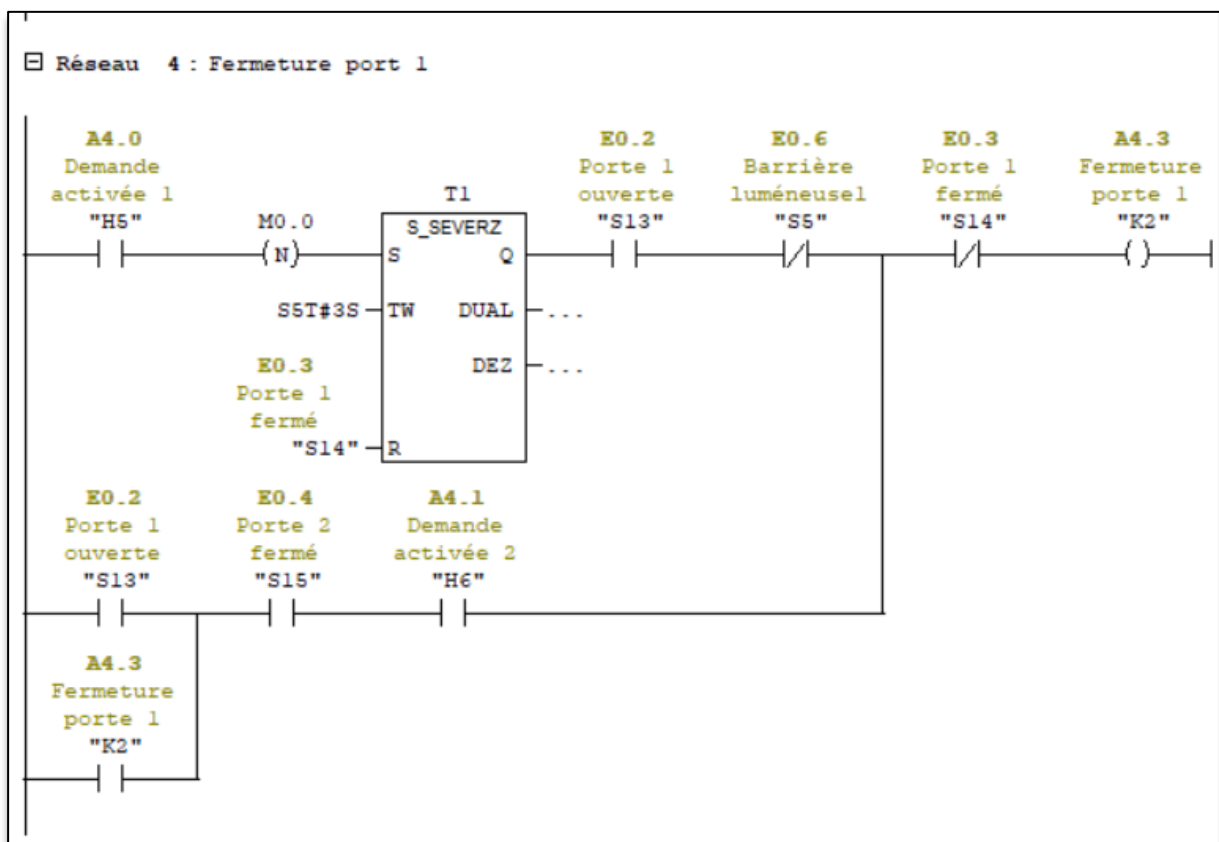 Réseau 4 : Fermeture port 1
A4.0
Demande
activée 1
"H5"
M0.0
(N)
T1
S_SEVERZ
S Q
E0.2
Porte 1
ouverte
"S13"
E0.6
Barrière
luméneuse1
"S5"
E0.3
Porte 1
fermé
"S14"
A4.3
Fermeture
porte 1
"K2"
S5T#3S
TW DUAL ...
DEZ ...
E0.3
Porte 1
fermé
"S14"
R
E0.2
Porte 1
ouverte
"S13"
E0.4
Porte 2
fermé
"S15"
A4.1
Demande
activée 2
"H6"
A4.3
Fermeture
porte 1
"K2"